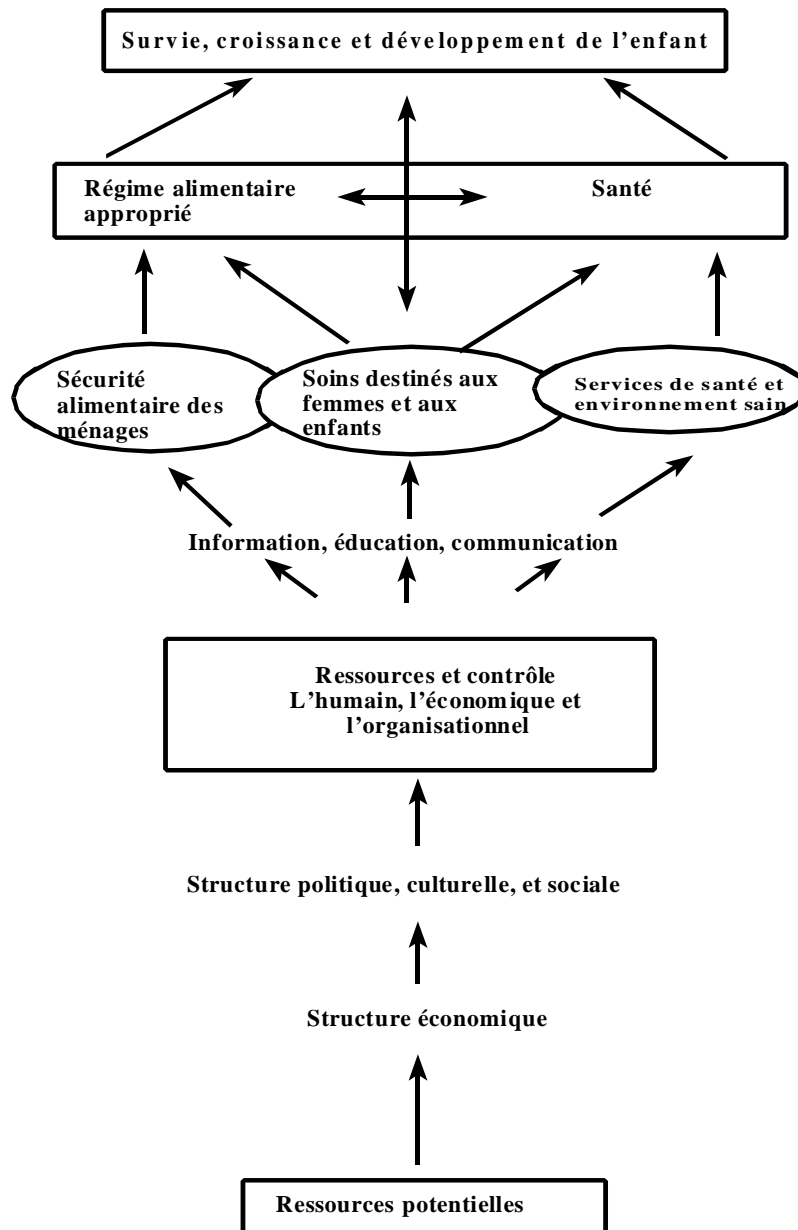 Survie, croissance et développement de l’enfant
Régime alimentaire
approprié
Santé
Sécurité
alimentaire des
ménages
Soins destinés aux
femmes et aux
enfants
Services de santé et
environnement sain
Information, éducation, communication
Ressources et contrôle
L’humain, l’économique et
l’organisationnel
Structure politique, culturelle, et sociale
Structure économique
Ressources potentielles